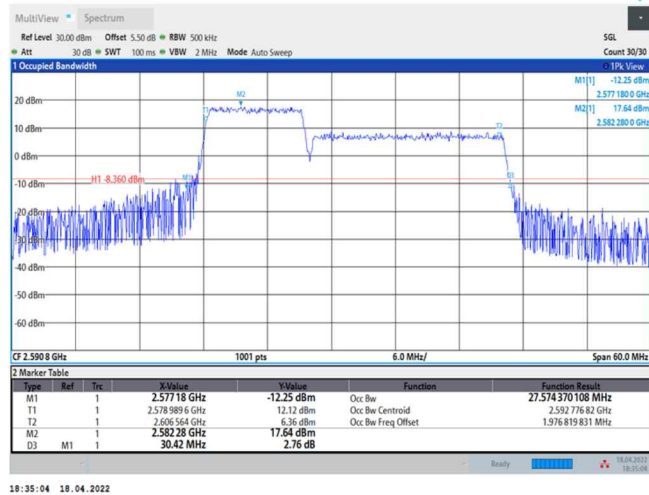 MultiView Spectrum
Ref Level 30.00 dBm Offset 5.50 dB RBW 500 kHz SGL
Att 30 dB SWT 100 ms VBW 2 MHz Mode Auto Sweep Count 30/30
1 Occupied Bandwidth 1Pk View
M1[1] -12.25 dBm
2.577 180 0 GHz
M2[1] 17.64 dBm
2.582 280 0 GHz
M2
20 dBm
T1
T2
10 dBm
0 dBm
H1 -8.360 dBm
M1
D3
-10 dBm
-20 dBm
-30 dBm
-40 dBm
-50 dBm
-60 dBm
CF 2.590 8 GHz 1001 pts 6.0 MHz/ Span 60.0 MHz
2 Marker Table
Type Ref Trc X-Value Y-Value Function Function Result
M1 1 2.577 18 GHz -12.25 dBm Occ Bw 27.574 370 108 MHz
T1 1 2.578 989 6 GHz 12.12 dBm Occ Bw Centroid 2.592 776 82 GHz
T2 1 2.606 564 GHz 6.36 dBm Occ Bw Freq Offset 1.976 819 831 MHz
M2 1 2.582 28 GHz 17.64 dBm
D3 M1 1 30.42 MHz 2.76 dB
Ready 18.04.2022
18:35:04
18:35:04 18.04.2022